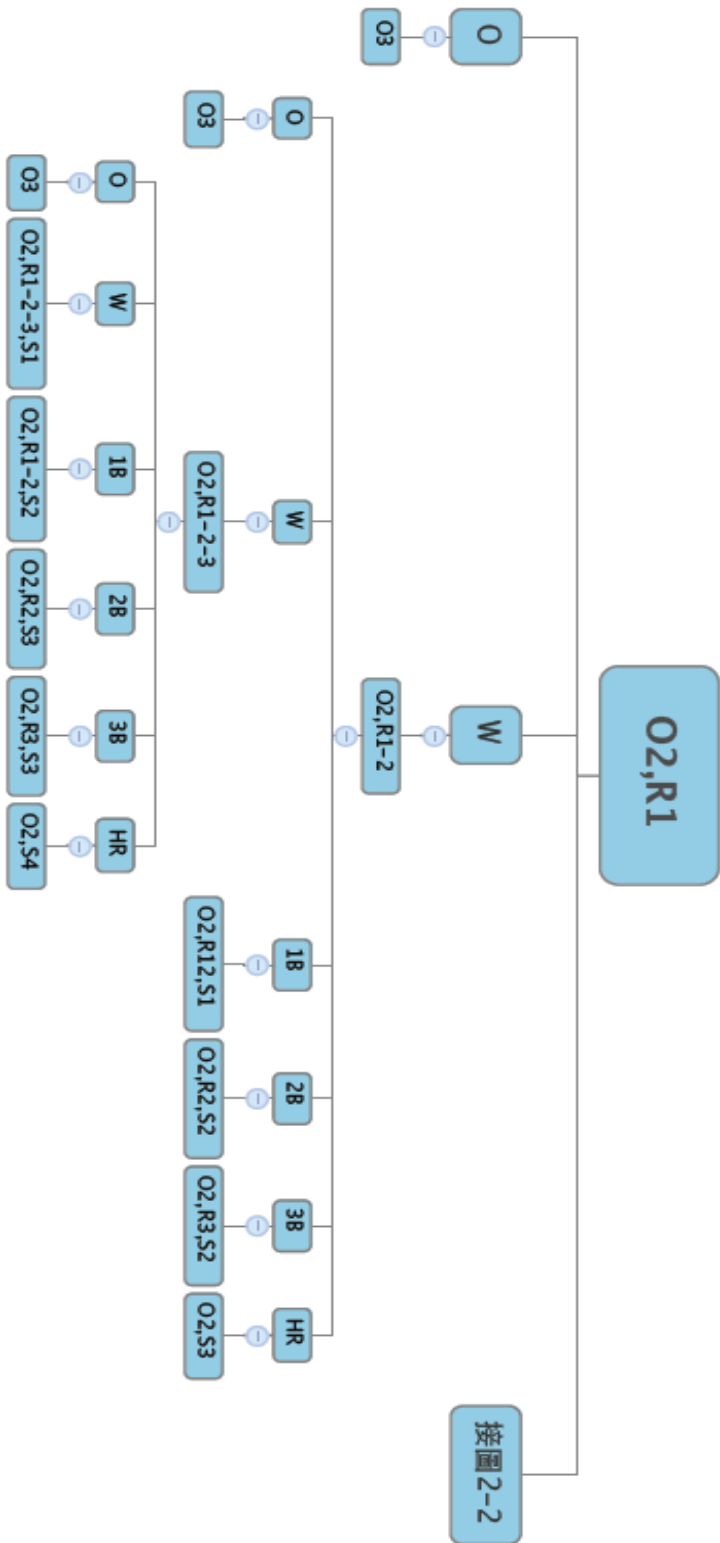 O2,R1
O
W
接圖2-2
O3
O2,R1-2
O
W
1B
2B
3B
HR
O3
O2,R1-2-3
O2,R12,S1
O2,R2,S2
O2,R3,S2
O2,S3
O
W
1B
2B
3B
HR
O3
O2,R1-2-3,S1
O2,R1-2,S2
O2,R2,S3
O2,R3,S3
O2,S4